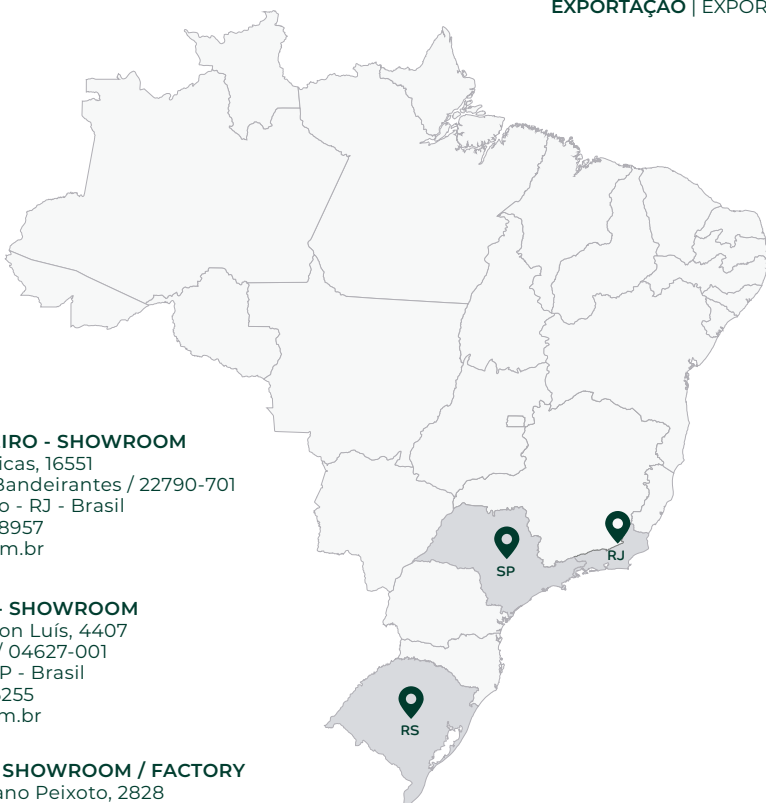 EXPORTAÇÃO | EXPOR
IRO - SHOWROOM
icas, 16551
Bandeirantes / 22790-701
o - RJ - Brasil
8957
m.br
- SHOWROOM
on Luís, 4407
/ 04627-001
P - Brasil
255
m.br
SHOWROOM / FACTORY
ano Peixoto, 2828
SP
RJ
RS